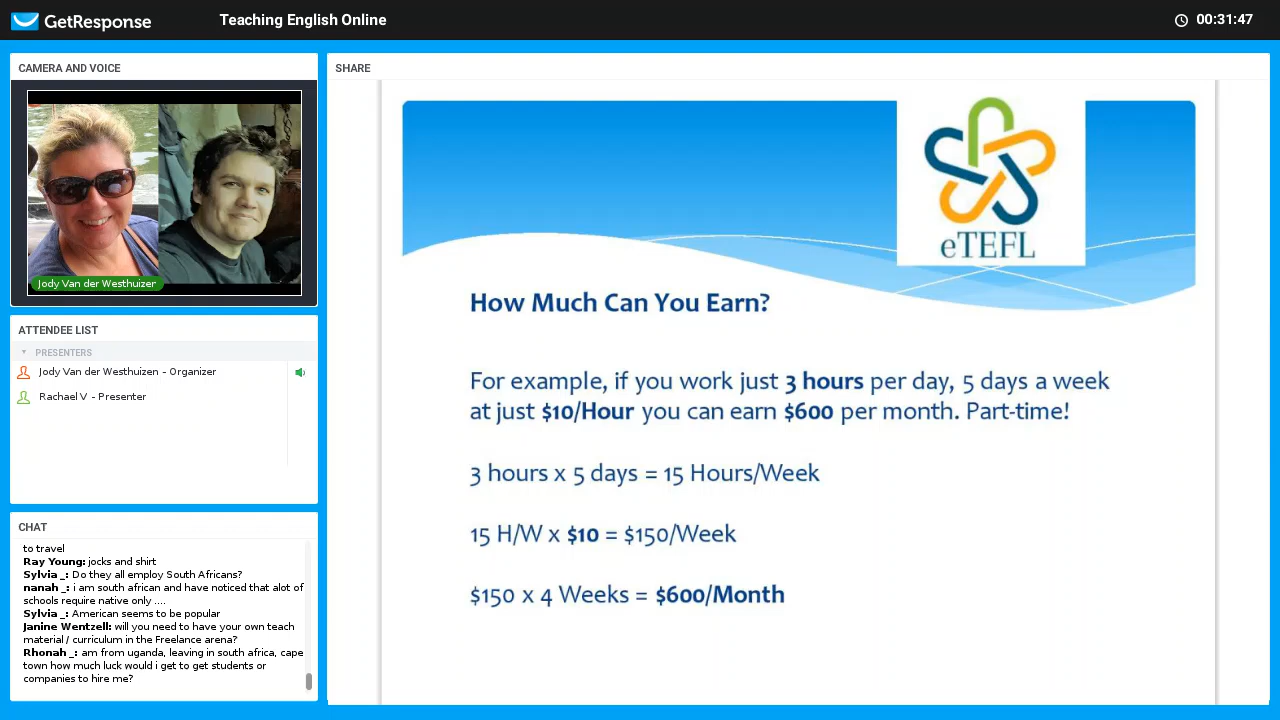 GetResponse
Teaching English Online
00:31:47
CAMERA AND VOICE
Jody Van der Westhuizer
ATTENDEE LIST
PRESENTERS
Jody Van der Westhuizen - Organizer
Rachael V - Presenter
CHAT
to travel
Ray Young: jocks and shirt
Sylvia _: Do they all employ South Africans?
nanah _: i am south african and have noticed that alot of
schools require native only ....
Sylvia _: American seems to be popular
Janine Wentzell: will you need to have your own teach
material / curriculum in the Freelance arena?
Rhonah _: am from uganda, leaving in south africa, cape
town how much luck would i get to get students or
companies to hire me?
SHARE
eTEFL
How Much Can You Earn?
For example, if you work just 3 hours per day, 5 days a week
at just $10/Hour you can earn $600 per month. Part-time!
3 hours x 5 days = 15 Hours/Week
15 H/W x $10 = $150/Week
$150 x 4 Weeks = $600/Month